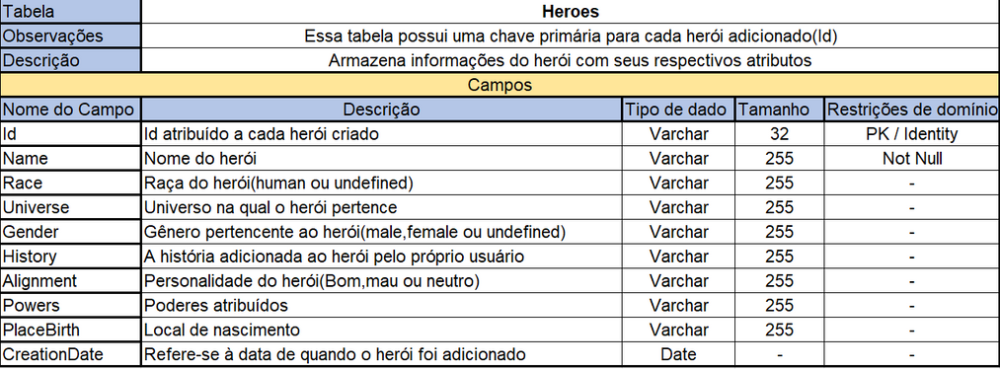 Tabela Heroes
Observações Essa tabela possui uma chave primária para cada herói adicionado(Id)
Descrição Armazena informações do herói com seus respectivos atributos
Campos
Nome do Campo Descrição Tipo de dado Tamanho Restrições de domínio
Id Id atribuído a cada herói criado Varchar 32 PK / Identity
Name Nome do herói Varchar 255 Not Null
Race Raça do herói(human ou undefined) Varchar 255 -
Universe Universo na qual o herói pertence Varchar 255 -
Gender Gênero pertencente ao herói(male,female ou undefined) Varchar 255 -
History A história adicionada ao herói pelo próprio usuário Varchar 255 -
Alignment Personalidade do herói(Bom,mau ou neutro) Varchar 255 -
Powers Poderes atribuídos Varchar 255 -
PlaceBirth Local de nascimento Varchar 255 -
CreationDate Refere-se à data de quando o herói foi adicionado Date - -